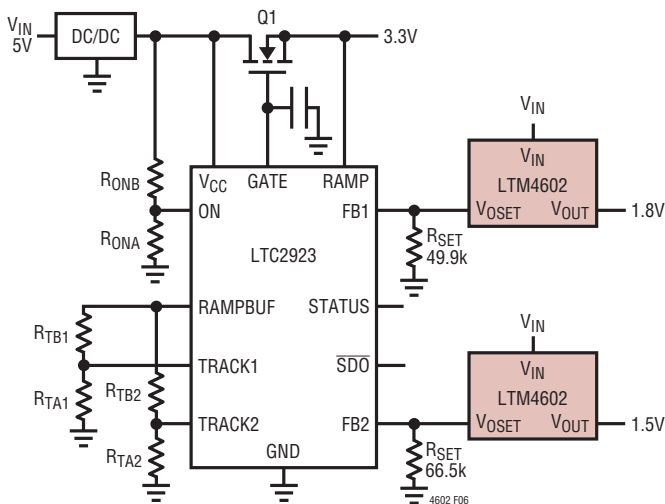 Q1
VIN
5V
DC/DC
3.3V
VIN
RONB
VCC
GATE
RAMP
VIN
LTM4602
ON
FB1
VOSET
VOUT
1.8V
RONA
LTC2923
RSET
49.9k
RAMPBUF
STATUS
RTB1
VIN
TRACK1
SDO
VIN
RTA1
RTB2
LTM4602
TRACK2
FB2
VOSET
VOUT
1.5V
GND
RSET
66.5k
RTA2
4602 F06